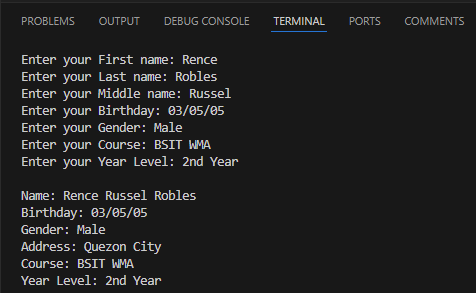 PROBLEMS OUTPUT DEBUG CONSOLE TERMINAL PORTS COMMENTS
Enter your First name: Rence
Enter your Last name: Robles
Enter your Middle name: Russel
Enter your Birthday: 03/05/05
Enter your Gender: Male
Enter your Course: BSIT WMA
Enter your Year Level: 2nd Year
Name: Rence Russel Robles
Birthday: 03/05/05
Gender: Male
Address: Quezon City
Course: BSIT WMA
Year Level: 2nd Year